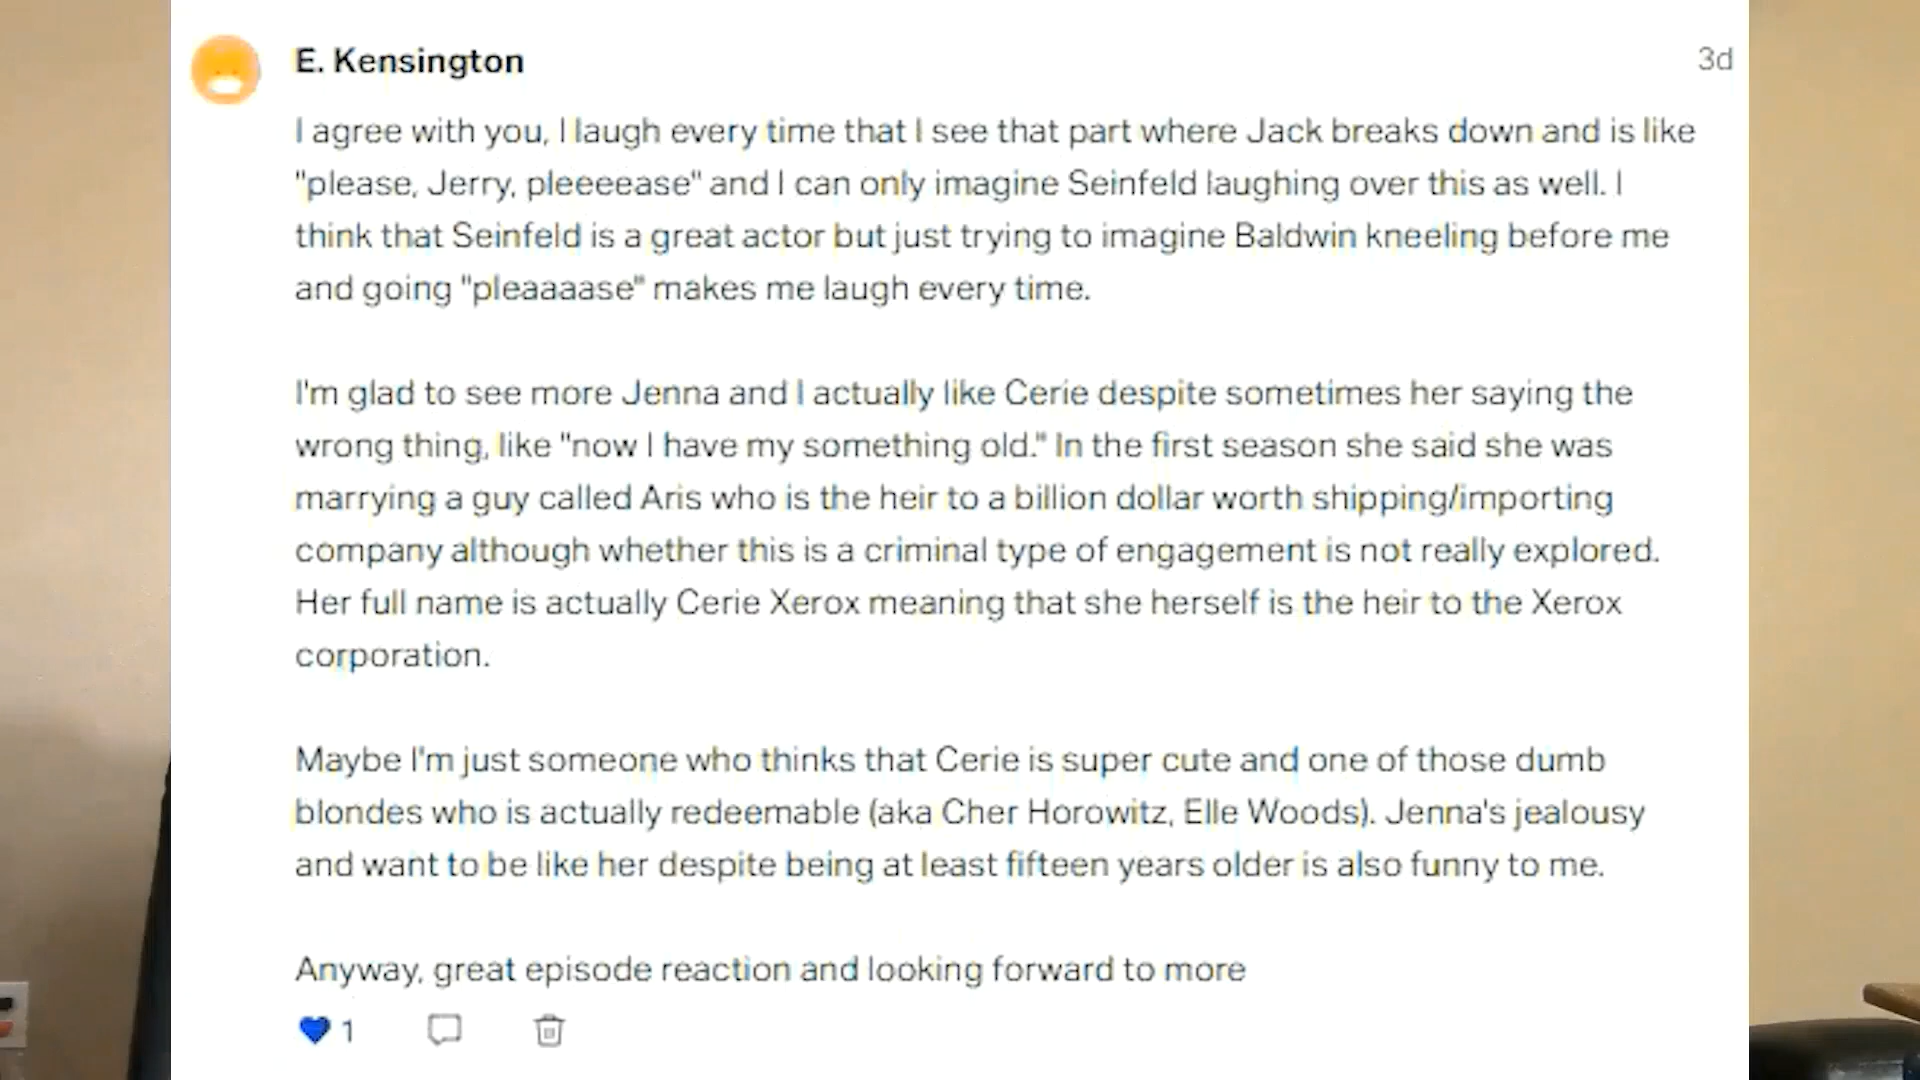 E. Kensington
3d
I agree with you, I laugh every time that I see that part where Jack breaks down and is like
"please, Jerry, pleeeease" and I can only imagine Seinfeld laughing over this as well. I
think that Seinfeld is a great actor but just trying to imagine Baldwin kneeling before me
and going "pleaaaase" makes me laugh every time.
I'm glad to see more Jenna and I actually like Cerie despite sometimes her saying the
wrong thing, like "now I have my something old." In the first season she said she was
marrying a guy called Aris who is the heir to a billion dollar worth shipping/importing
company although whether this is a criminal type of engagement is not really explored.
Her full name is actually Cerie Xerox meaning that she herself is the heir to the Xerox
corporation.
Maybe I'm just someone who thinks that Cerie is super cute and one of those dumb
blondes who is actually redeemable (aka Cher Horowitz, Elle Woods). Jenna's jealousy
and want to be like her despite being at least fifteen years older is also funny to me.
Anyway, great episode reaction and looking forward to more
1